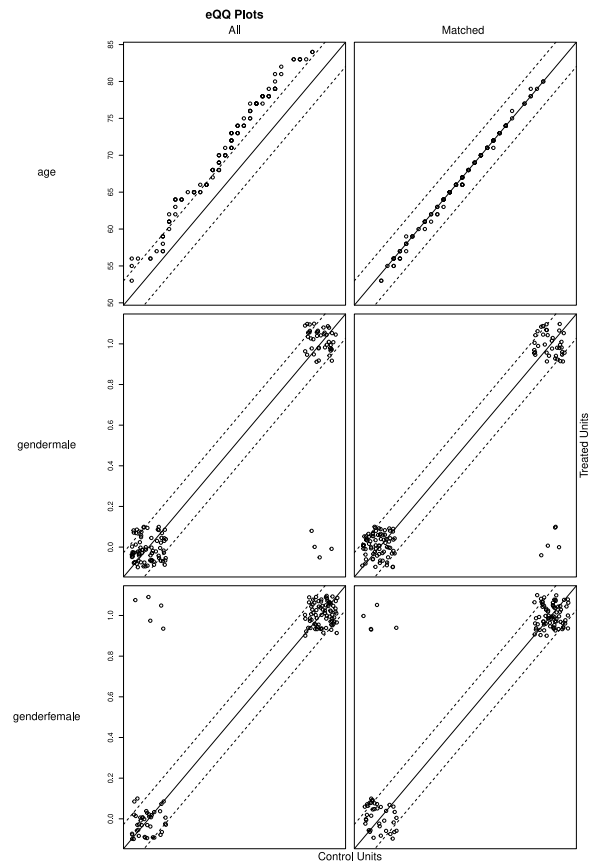 eQQ Plots
All
Matched
age
85
80
75
70
65
60
55
50
gendermale
1.0
0.8
0.6
0.4
0.2
0.0
Treated Units
genderfemale
1.0
0.8
0.6
0.4
0.2
0.0
Control Units